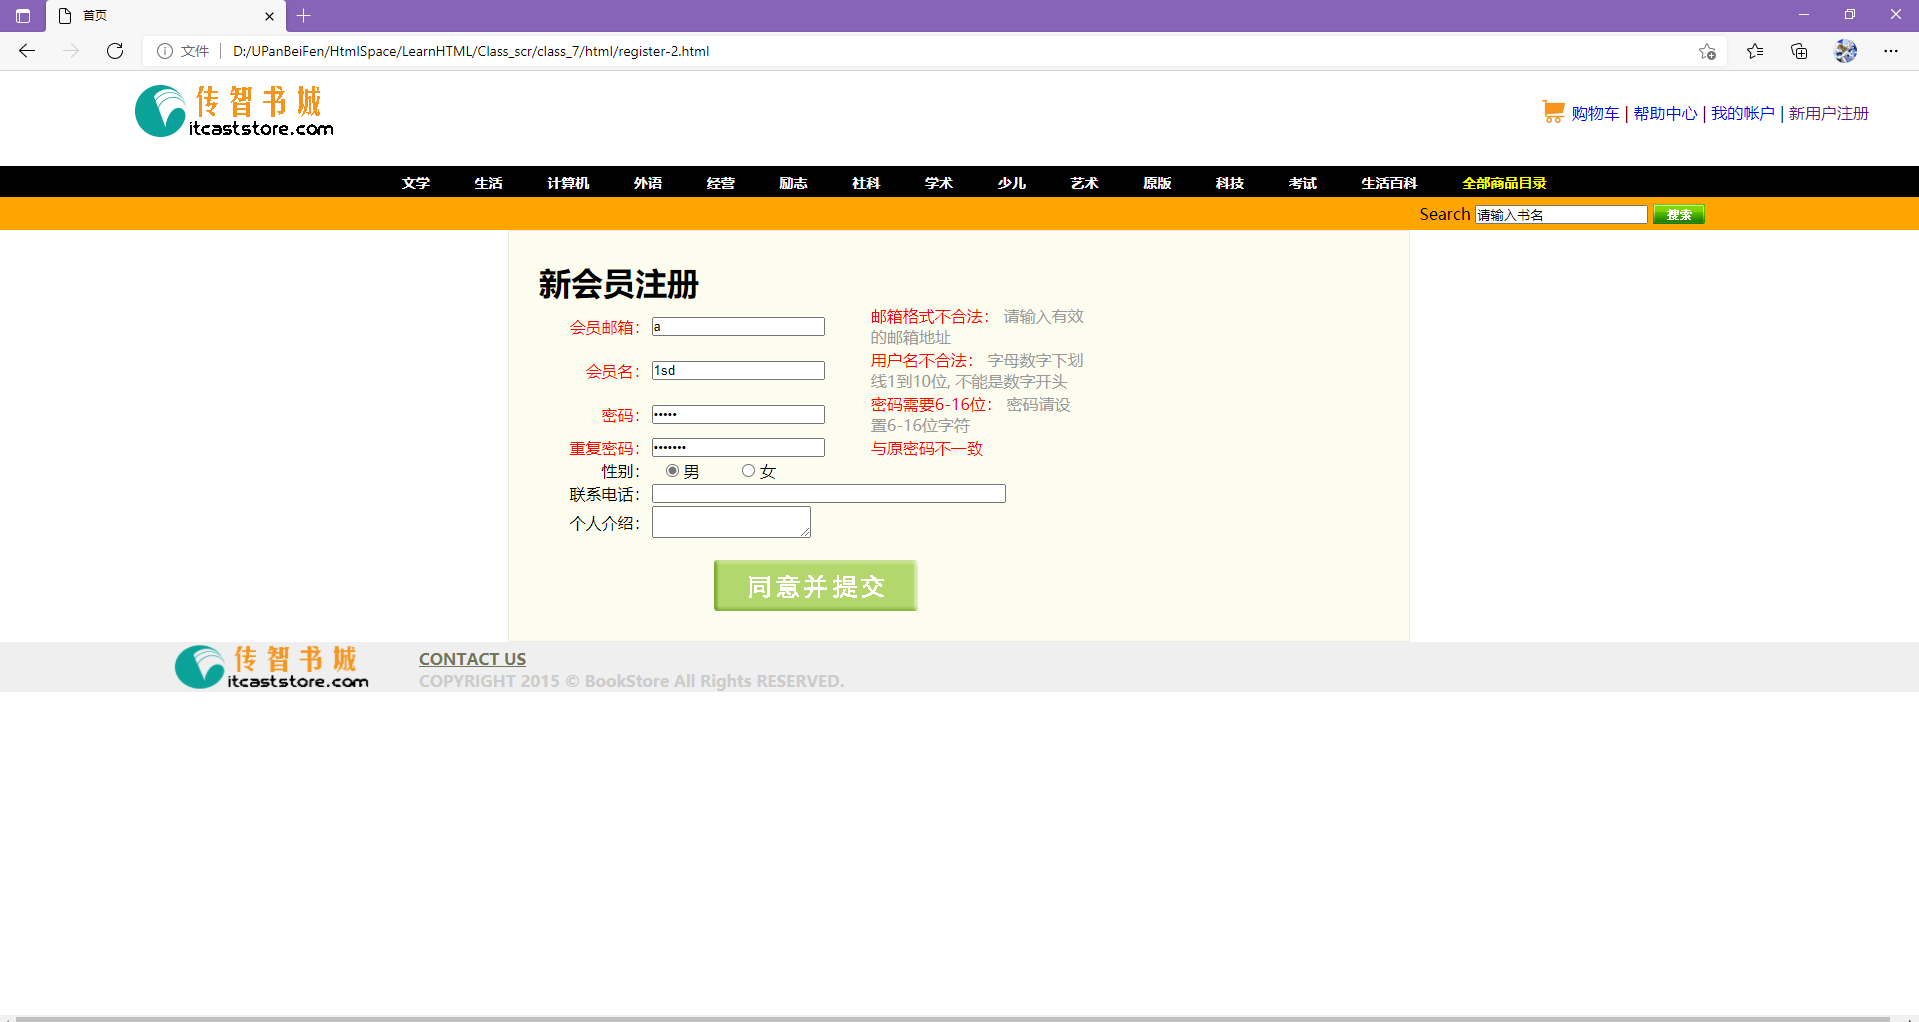 首页
文件 D:/UPanBeiFen/HtmlSpace/LearnHTML/Class_scr/class_7/html/register-2.html
传智书城
itcaststore.com
购物车 | 帮助中心 | 我的帐户 | 新用户注册
文学 生活 计算机 外语 经营 励志 社科 学术 少儿 艺术 原版 科技 考试 生活百科 全部商品目录
Search 请输入书名 搜索
新会员注册
会员邮箱： a 邮箱格式不合法： 请输入有效
的邮箱地址
会员名： 1sd 用户名不合法： 字母数字下划
线1到10位, 不能是数字开头
密码： ••••• 密码需要6-16位： 密码请设
置6-16位字符
重复密码： ••••••• 与原密码不一致
性别： 男 女
联系电话：
个人介绍：
同意并提交
传智书城
itcaststore.com
CONTACT US
COPYRIGHT 2015 © BookStore All Rights RESERVED.